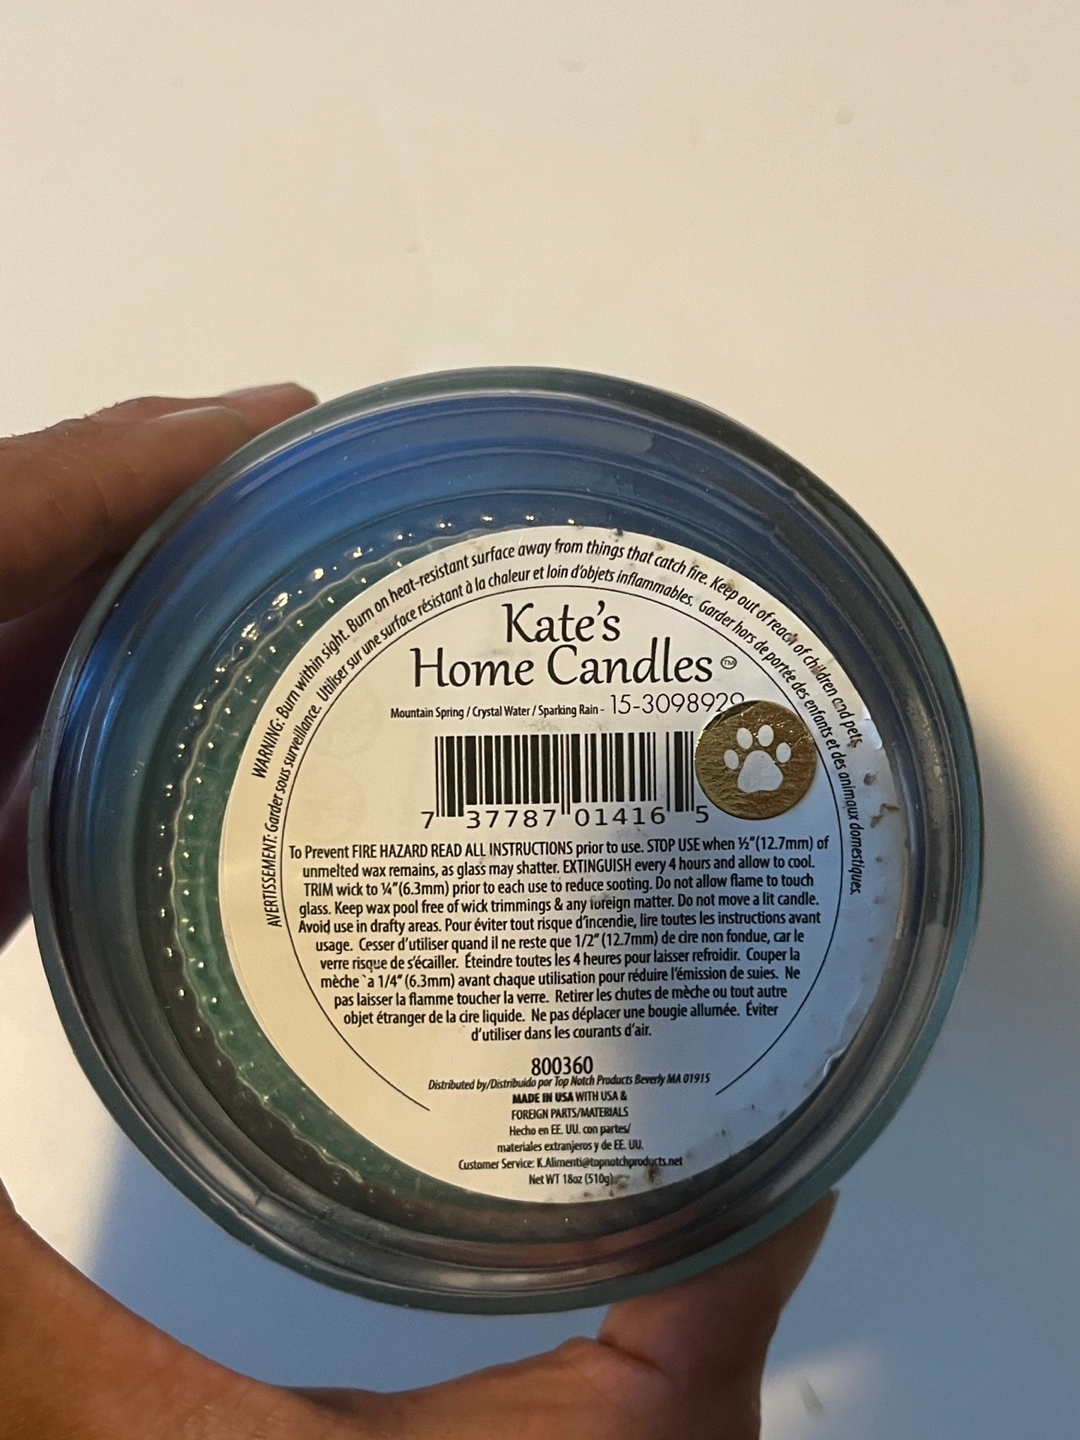 WARNING: Burn within sight. Burn on heat-resistant surface away from things that catch fire. Keep out of reach of children and pets.
AVERTISSEMENT: Garder sous surveillance. Utiliser sur une surface résistant à la chaleur et loin d'objets inflammables. Garder hors de portée des enfants et des animaux domestiques.
Kate's
Home Candles™
Mountain Spring / Crystal Water / Sparking Rain - 15-3098929
7 37787 01416 5
To Prevent FIRE HAZARD READ ALL INSTRUCTIONS prior to use. STOP USE when ½"(12.7mm) of
unmelted wax remains, as glass may shatter. EXTINGUISH every 4 hours and allow to cool.
TRIM wick to ¼"(6.3mm) prior to each use to reduce sooting. Do not allow flame to touch
glass. Keep wax pool free of wick trimmings & any foreign matter. Do not move a lit candle.
Avoid use in drafty areas. Pour éviter tout risque d'incendie, lire toutes les instructions avant
usage. Cesser d'utiliser quand il ne reste que 1/2" (12.7mm) de cire non fondue, car le
verre risque de s'écailler. Éteindre toutes les 4 heures pour laisser refroidir. Couper la
mèche `a 1/4" (6.3mm) avant chaque utilisation pour réduire l'émission de suies. Ne
pas laisser la flamme toucher la verre. Retirer les chutes de mèche ou tout autre
objet étranger de la cire liquide. Ne pas déplacer une bougie allumée. Éviter
d'utiliser dans les courants d'air.
800360
Distributed by/Distribuido por Top Notch Products Beverly MA 01915
MADE IN USA WITH USA &
FOREIGN PARTS/MATERIALS
Hecho en EE. UU. con partes/
materiales extranjeros y de EE. UU.
Customer Service: K.Alimenti@topnotchproducts.net
Net WT 18oz (510g)